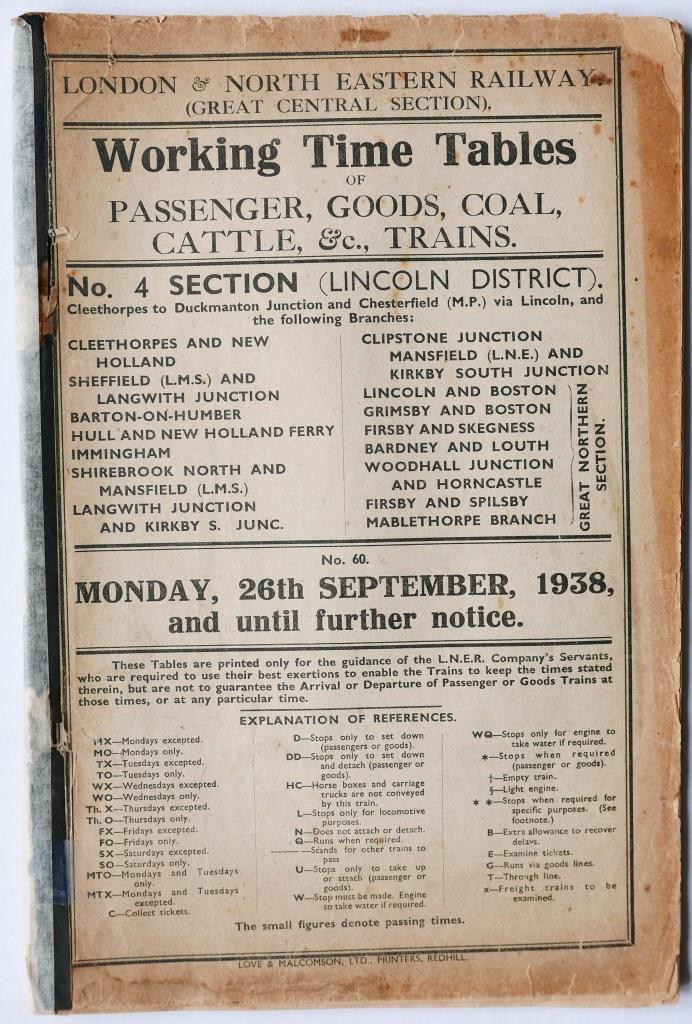 LONDON & NORTH EASTERN RAILWAY.
(GREAT CENTRAL SECTION),
Working Time Tables
OF
PASSENGER, GOODS, COAL,
CATTLE, &c., TRAINS.
No. 4 SECTION (LINCOLN DISTRICT).
Cleethorpes to Duckmanton Junction and Chesterfield (M.P.) via Lincoln, and
the following Branches:
CLEETHORPES AND NEW
HOLLAND
SHEFFIELD (L.M.S.) AND
LANGWITH JUNCTION
BARTON-ON-HUMBER
HULL AND NEW HOLLAND FERRY
IMMINGHAM
SHIREBROOK NORTH AND
MANSFIELD (L.M.S.)
LANGWITH JUNCTION
AND KIRKBY S. JUNC.
CLIPSTONE JUNCTION
MANSFIELD (L.N.E.) AND
KIRKBY SOUTH JUNCTION
LINCOLN AND BOSTON
GRIMSBY AND BOSTON
FIRSBY AND SKEGNESS
BARDNEY AND LOUTH
WOODHALL JUNCTION
AND HORNCASTLE
FIRSBY AND SPILSBY
MABLETHORPE BRANCH
GREAT NORTHERN
SECTION.
No. 60.
MONDAY, 26th SEPTEMBER, 1938,
and until further notice.
These Tables are printed only for the guidance of the L.N.E.R. Company's Servants,
who are required to use their best exertions to enable the Trains to keep the times stated
therein, but are not to guarantee the Arrival or Departure of Passenger or Goods Trains at
those times, or at any particular time.
EXPLANATION OF REFERENCES.
MX—Mondays excepted.
MO—Mondays only.
TX—Tuesdays excepted.
TO—Tuesdays only.
WX—Wednesdays excepted.
WO—Wednesdays only.
Th. X—Thursdays excepted.
Th. O—Thursdays only.
FX—Fridays excepted.
FO—Fridays only.
SX—Saturdays excepted.
SO—Saturdays only.
MTO—Mondays and Tuesdays
only.
MTX—Mondays and Tuesdays
excepted.
C—Collect tickets.
D—Stops only to set down
(passengers or goods).
DD—Stops only to set down
and detach (passenger or
goods).
HC—Horse boxes and carriage
trucks are not conveyed
by this train.
L—Stops only for locomotive
purposes.
N—Does not attach or detach.
Q—Runs when required.
———Stands for other trains to
pass
U—Stops only to take up
or attach (passenger or
goods).
W—Stop must be made. Engine
to take water if required.
WQ—Stops only for engine to
take water if required.
*—Stops when required
(passenger or goods).
†—Empty train.
§—Light engine.
* *—Stops when required for
specific purposes. (See
footnote.)
B—Extra allowance to recover
delays.
E—Examine tickets.
G—Runs via goods lines.
T—Through line.
x—Freight trains to be
examined.
The small figures denote passing times.
LOVE & MALCOMSON, LTD., PRINTERS, REDHILL.